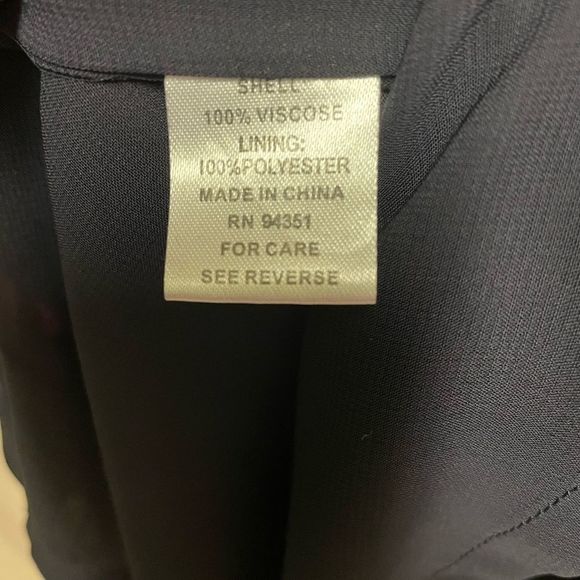 SHELL
100% VISCOSE
LINING:
100%POLYESTER
MADE IN CHINA
RN 94351
FOR CARE
SEE REVERSE